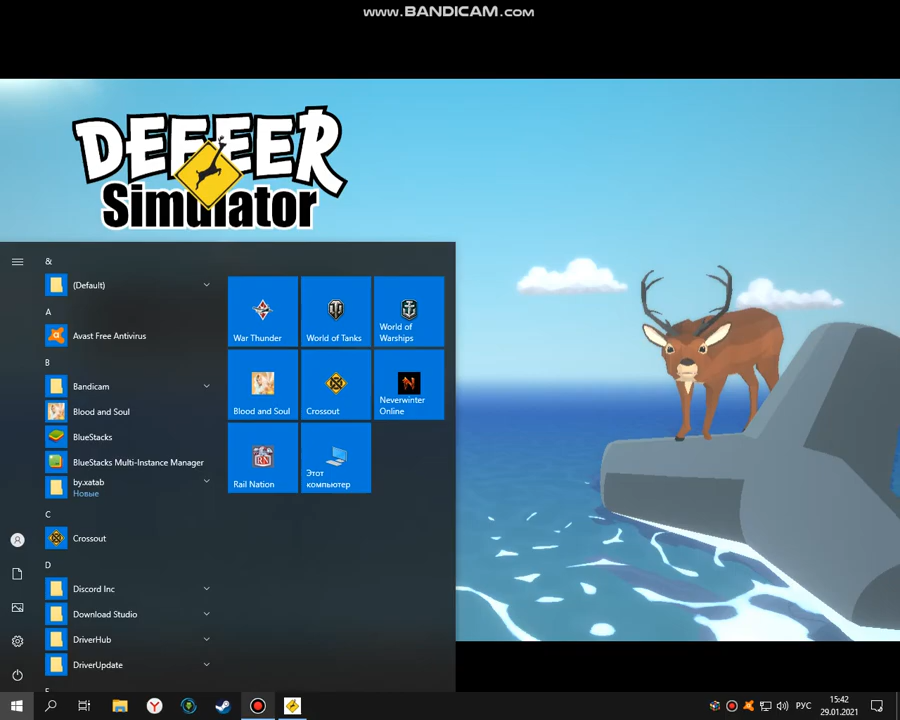 www.BANDICAM.com
DEEEER
Simulator
&
(Default)
A
Avast Free Antivirus
B
Bandicam
Blood and Soul
BlueStacks
BlueStacks Multi-Instance Manager
by.xatab
Новые
C
Crossout
D
Discord Inc
Download Studio
DriverHub
DriverUpdate
War Thunder
World of Tanks
World of
Warships
Blood and Soul
Crossout
Neverwinter
Online
RN
Rail Nation
Этот
компьютер
РУС
15:42
29.01.2021